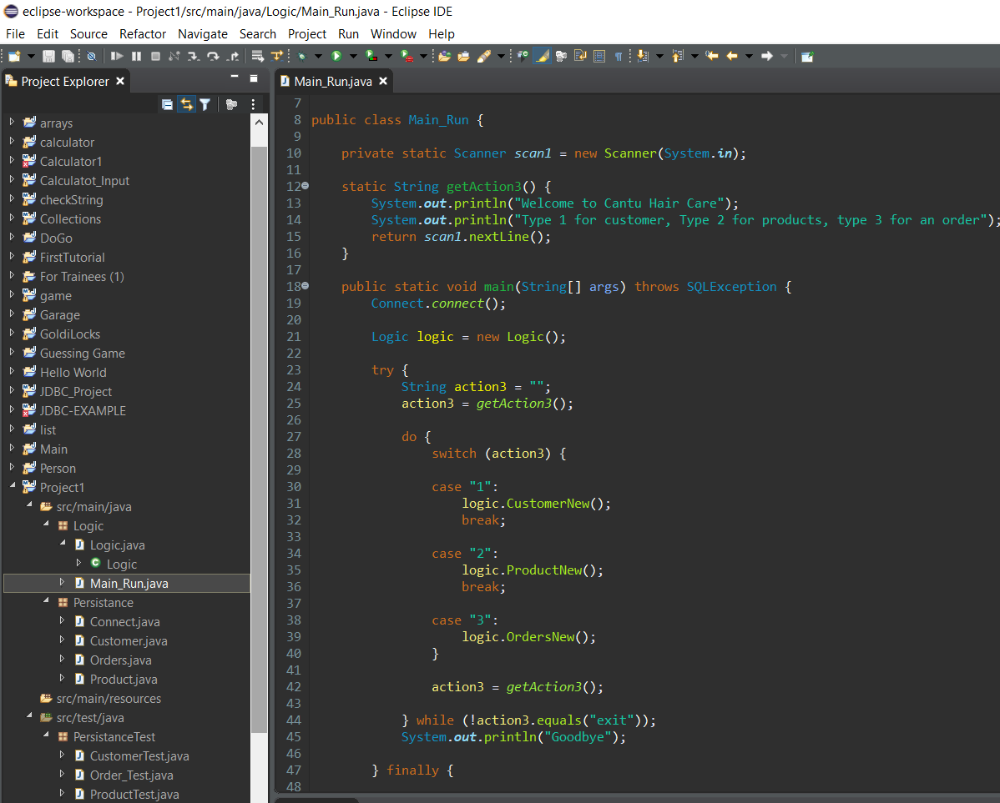 eclipse-workspace - Project1/src/main/java/Logic/Main_Run.java - Eclipse IDE
File Edit Source Refactor Navigate Search Project Run Window Help
Project Explorer
arrays
calculator
Calculator1
Calculatot_Input
checkString
Collections
DoGo
FirstTutorial
For Trainees (1)
game
Garage
GoldiLocks
Guessing Game
Hello World
JDBC_Project
JDBC-EXAMPLE
list
Main
Person
Project1
src/main/java
Logic
Logic.java
Logic
Main_Run.java
Persistance
Connect.java
Customer.java
Orders.java
Product.java
src/main/resources
src/test/java
PersistanceTest
CustomerTest.java
Order_Test.java
ProductTest.java
Main_Run.java
7
8 public class Main_Run {
9
10 private static Scanner scan1 = new Scanner(System.in);
11
12 static String getAction3() {
13 System.out.println("Welcome to Cantu Hair Care");
14 System.out.println("Type 1 for customer, Type 2 for products, type 3 for an order");
15 return scan1.nextLine();
16 }
17
18 public static void main(String[] args) throws SQLException {
19 Connect.connect();
20
21 Logic logic = new Logic();
22
23 try {
24 String action3 = "";
25 action3 = getAction3();
26
27 do {
28 switch (action3) {
29
30 case "1":
31 logic.CustomerNew();
32 break;
33
34 case "2":
35 logic.ProductNew();
36 break;
37
38 case "3":
39 logic.OrdersNew();
40 }
41
42 action3 = getAction3();
43
44 } while (!action3.equals("exit"));
45 System.out.println("Goodbye");
46
47 } finally {
48